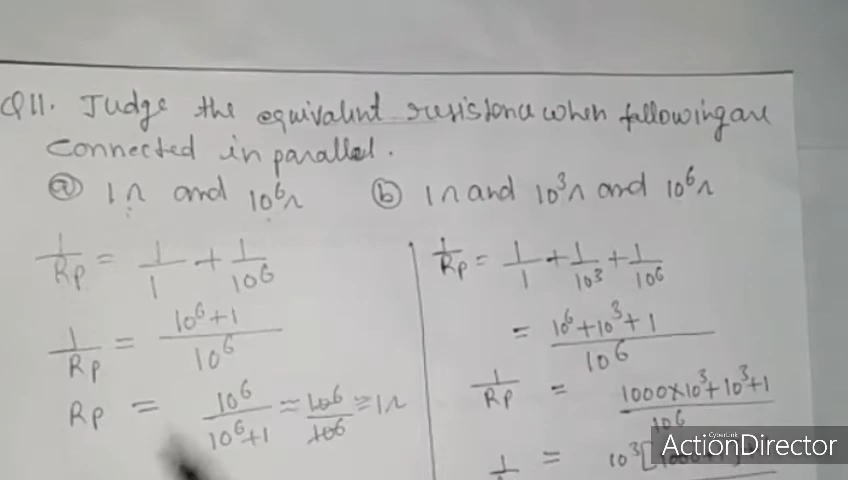 Q11. Judge the equivalent resistance when following are
connected in parallel.
(a) 1Ω and 10⁶Ω (b) 1Ω and 10³Ω and 10⁶Ω
1/Rp = 1/1 + 1/10⁶
1/Rp = 10⁶+1/10⁶
Rp = 10⁶/10⁶+1 ≈ 10⁶/10⁶ ≅ 1Ω
1/Rp = 1/1 + 1/10³ + 1/10⁶
= 10⁶+10³+1/10⁶
1/Rp = 1000×10³+10³+1/10⁶
= 10³[
CyberLink
ActionDirector